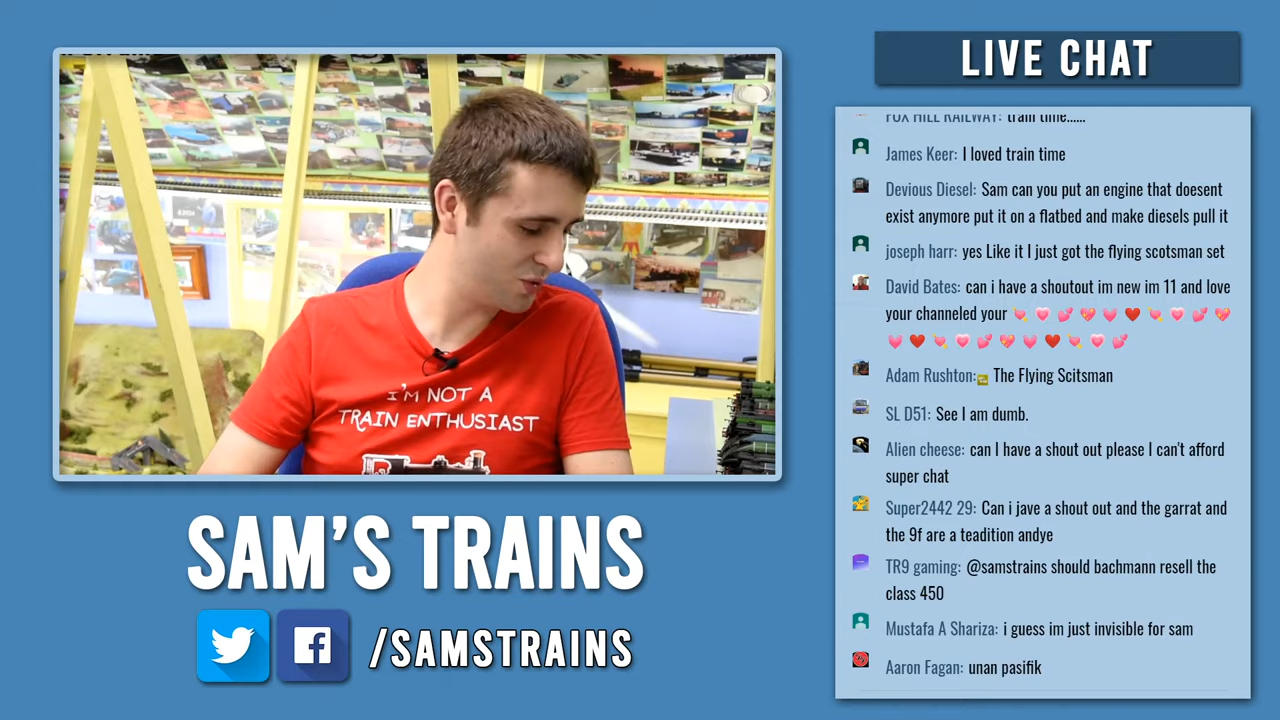 LIVE CHAT
FOX HILL RAILWAY: train time......
James Keer: I loved train time
Devious Diesel: Sam can you put an engine that doesent
exist anymore put it on a flatbed and make diesels pull it
joseph harr: yes Like it I just got the flying scotsman set
David Bates: can i have a shoutout im new im 11 and love
your channeled your 💘 💗 💕 💖 💗 ❤️ 💘 💗 💕 💖
💗 ❤️ 💘 💗 💕 💖 💗 ❤️ 💘 💗 💕
Adam Rushton: The Flying Scitsman
SL D51: See I am dumb.
Alien cheese: can I have a shout out please I can't afford
super chat
Super2442 29: Can i jave a shout out and the garrat and
the 9f are a teadition andye
TR9 gaming: @samstrains should bachmann resell the
class 450
Mustafa A Shariza: i guess im just invisible for sam
Aaron Fagan: unan pasifik
I'M NOT A
TRAIN ENTHUSIAST
SAM'S TRAINS
/SAMSTRAINS